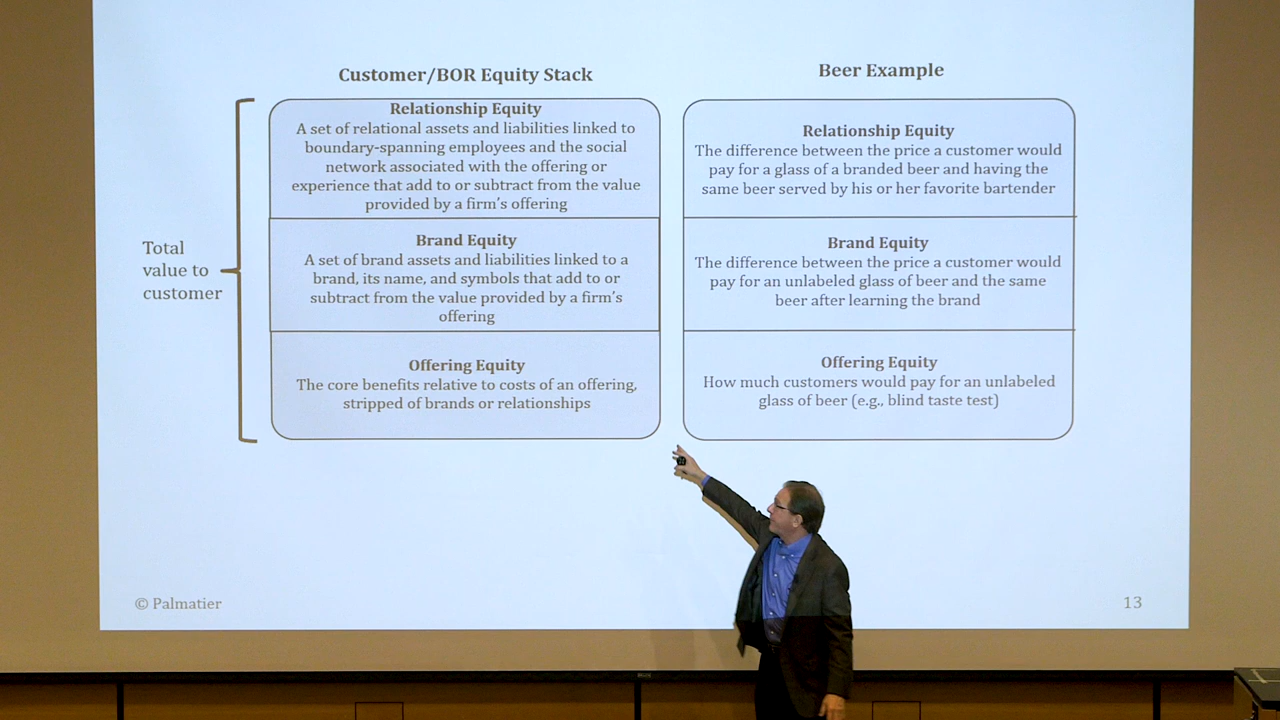 Customer/BOR Equity Stack
Relationship Equity
A set of relational assets and liabilities linked to
boundary-spanning employees and the social
network associated with the offering or
experience that add to or subtract from the value
provided by a firm's offering
Brand Equity
A set of brand assets and liabilities linked to a
brand, its name, and symbols that add to or
subtract from the value provided by a firm's
offering
Offering Equity
The core benefits relative to costs of an offering,
stripped of brands or relationships
Total
value to
customer
Beer Example
Relationship Equity
The difference between the price a customer would
pay for a glass of a branded beer and having the
same beer served by his or her favorite bartender
Brand Equity
The difference between the price a customer would
pay for an unlabeled glass of beer and the same
beer after learning the brand
Offering Equity
How much customers would pay for an unlabeled
glass of beer (e.g., blind taste test)
© Palmatier
13